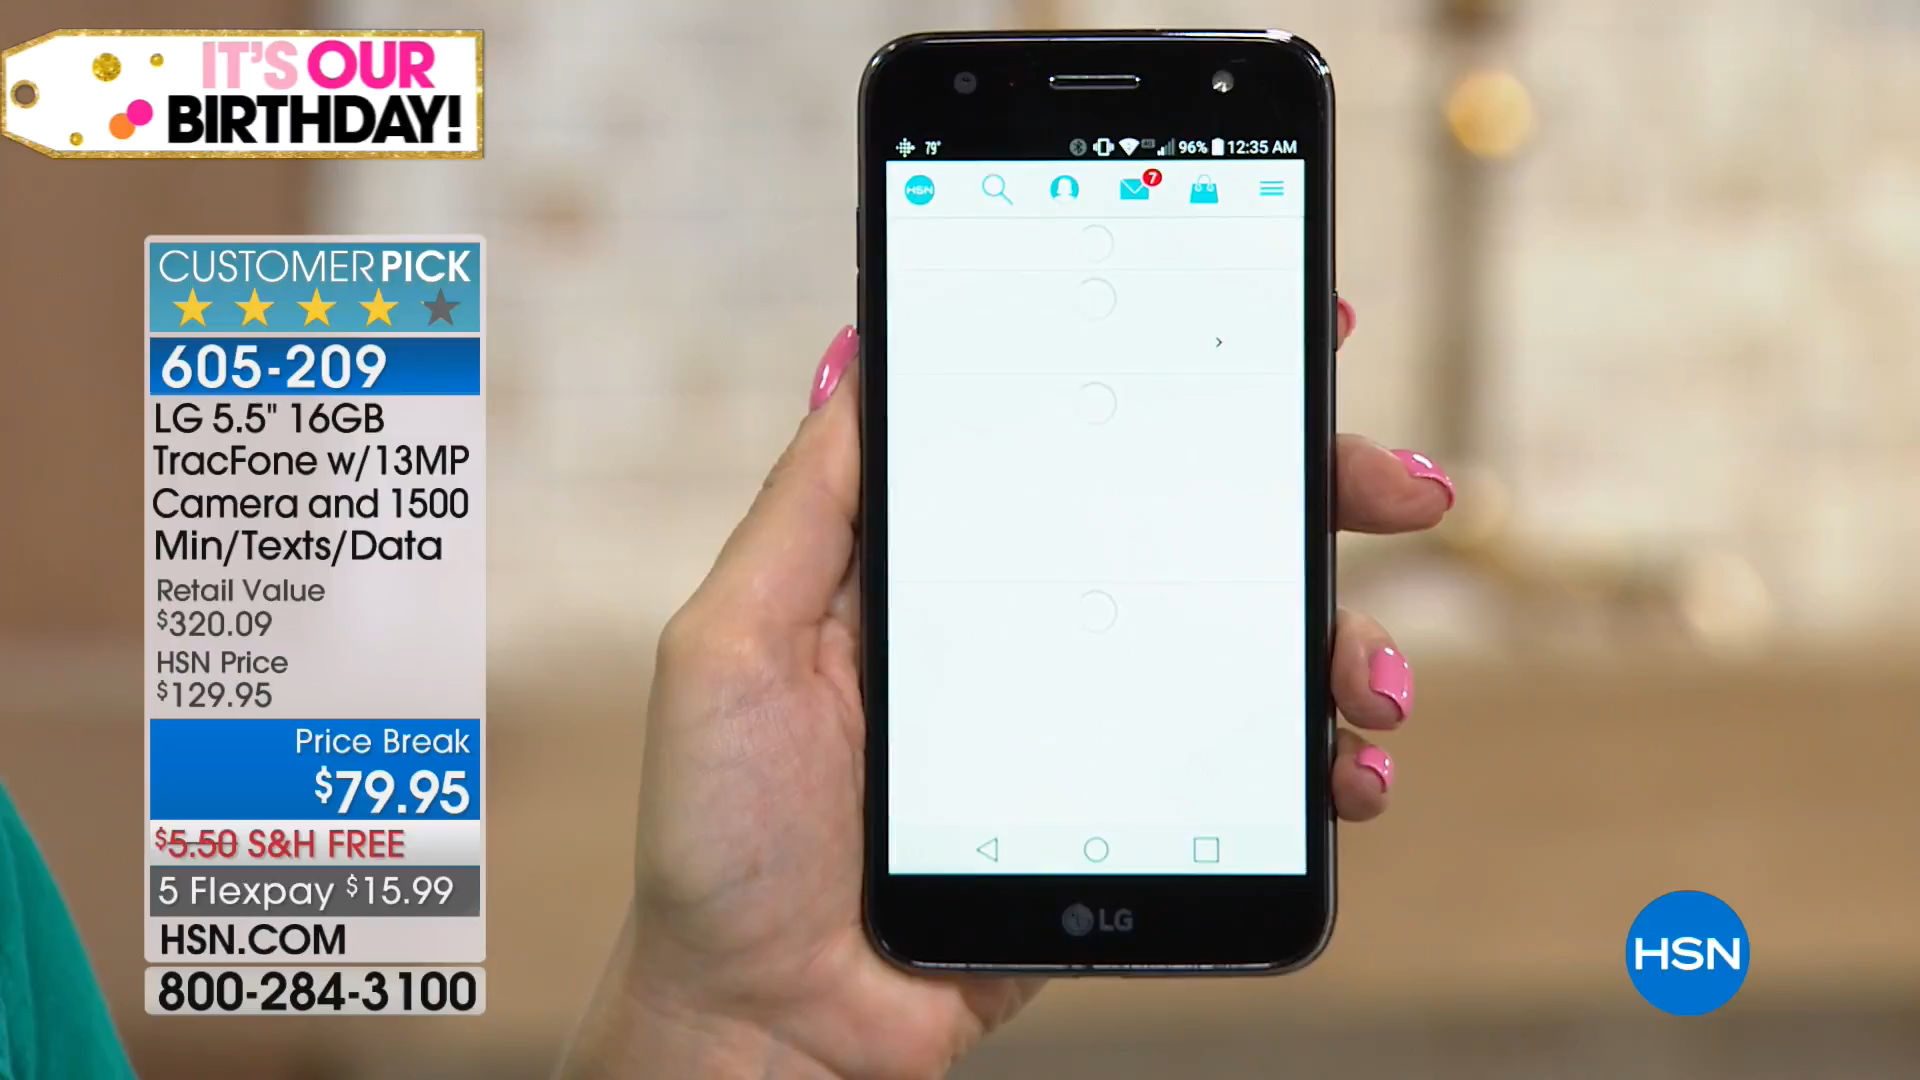 IT'S OUR
BIRTHDAY!
CUSTOMER PICK
605-209
LG 5.5" 16GB
TracFone w/13MP
Camera and 1500
Min/Texts/Data
Retail Value
$320.09
HSN Price
$129.95
Price Break
$79.95
$5.50 S&H FREE
5 Flexpay $15.99
HSN.COM
800-284-3100
79° 96% 12:35 AM
HSN 7
LG
HSN